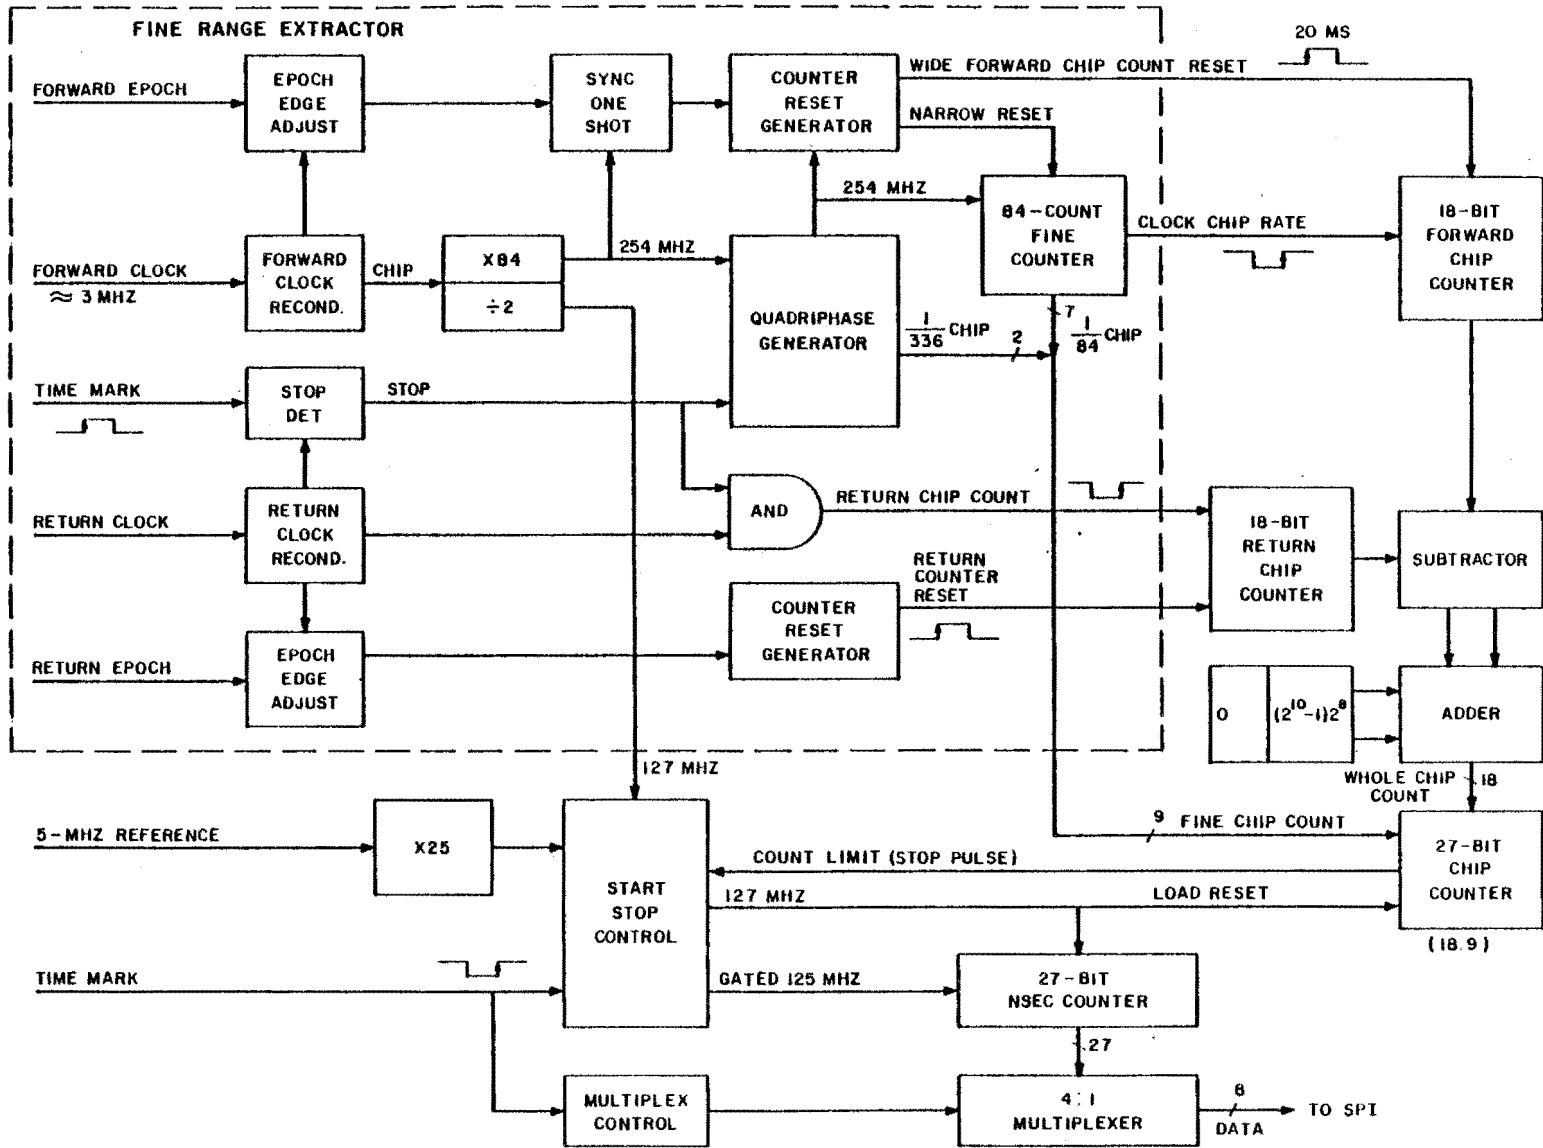 FINE RANGE EXTRACTOR
20 MS
FORWARD EPOCH
EPOCH
EDGE
ADJUST
SYNC
ONE
SHOT
COUNTER
RESET
GENERATOR
WIDE FORWARD CHIP COUNT RESET
NARROW RESET
254 MHZ
84-COUNT
FINE
COUNTER
CLOCK CHIP RATE
18-BIT
FORWARD
CHIP
COUNTER
FORWARD CLOCK
≈ 3 MHZ
FORWARD
CLOCK
RECOND.
CHIP
X84
÷2
254 MHZ
QUADRIPHASE
GENERATOR
1/336 CHIP
2
7
1/84 CHIP
TIME MARK
STOP
DET
STOP
AND
RETURN CHIP COUNT
RETURN CLOCK
RETURN
CLOCK
RECOND.
18-BIT
RETURN
CHIP
COUNTER
SUBTRACTOR
RETURN
COUNTER
RESET
COUNTER
RESET
GENERATOR
RETURN EPOCH
EPOCH
EDGE
ADJUST
0
(2^10-1)2^8
ADDER
127 MHZ
WHOLE CHIP
COUNT
18
5-MHZ REFERENCE
X25
START
STOP
CONTROL
9
FINE CHIP COUNT
COUNT LIMIT (STOP PULSE)
127 MHZ
LOAD RESET
27-BIT
CHIP
COUNTER
(18.9)
TIME MARK
GATED 125 MHZ
27-BIT
NSEC COUNTER
27
MULTIPLEX
CONTROL
4:1
MULTIPLEXER
8
DATA
TO SPI